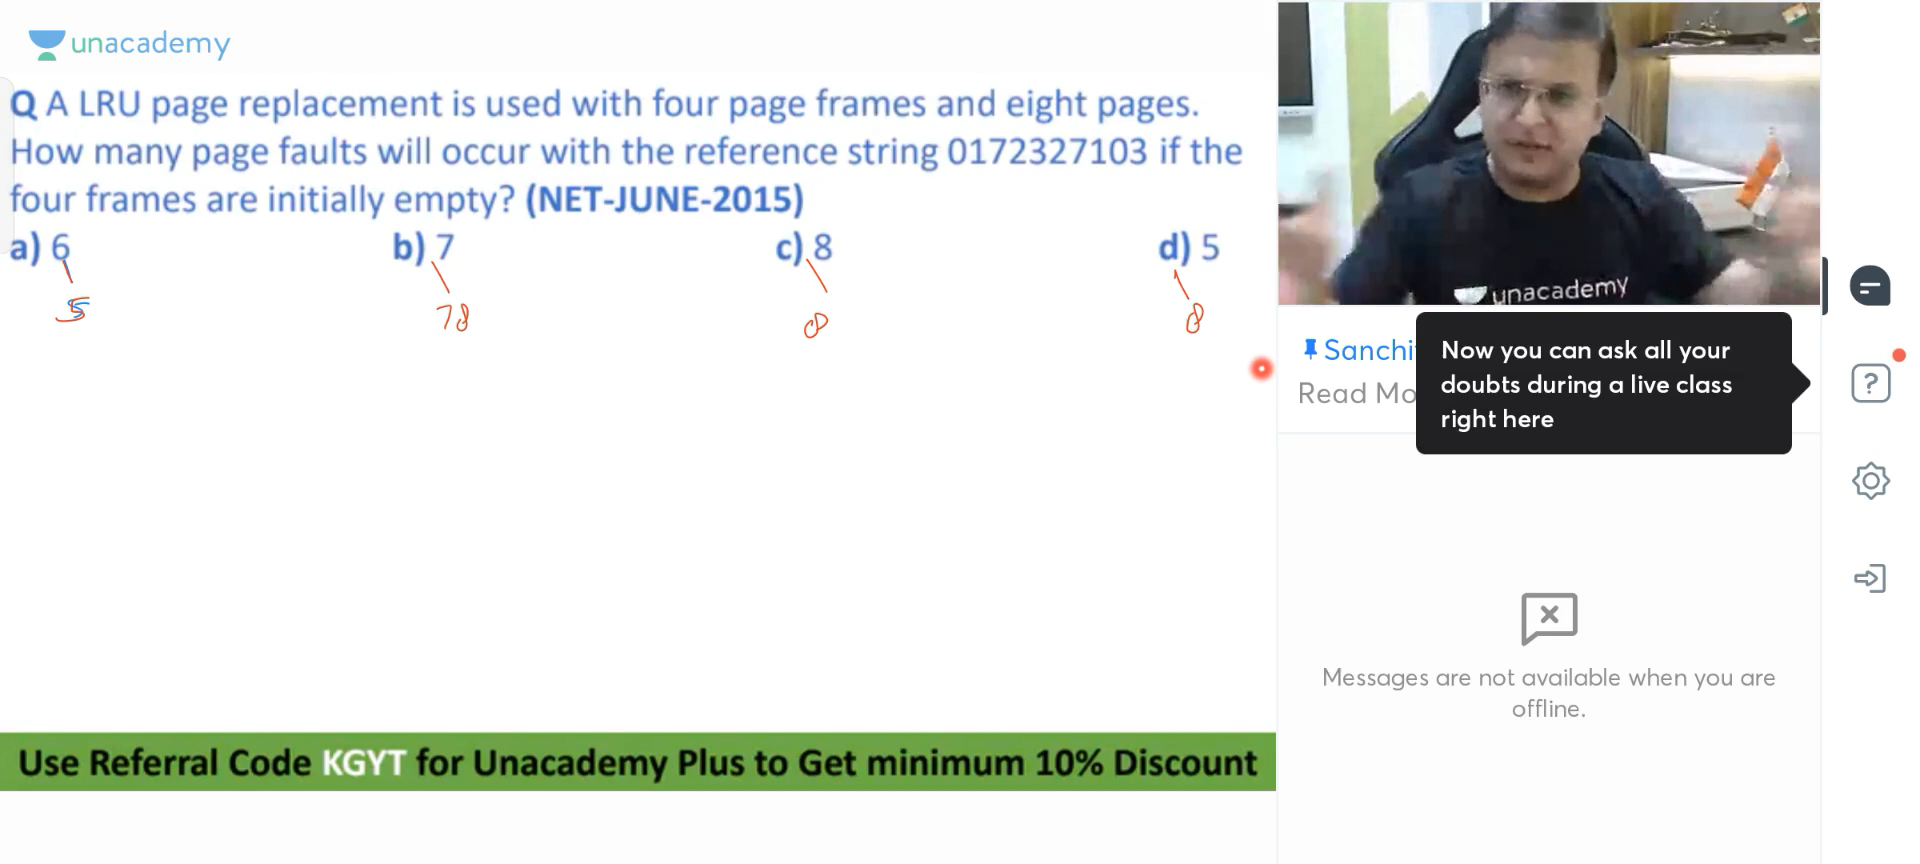 unacademy
Q A LRU page replacement is used with four page frames and eight pages.
How many page faults will occur with the reference string 0172327103 if the
four frames are initially empty? (NET-JUNE-2015)
a) 6 b) 7 c) 8 d) 5
5 78 8 8
unacademy
Sanchi
Read Mo
Now you can ask all your
doubts during a live class
right here
?
Messages are not available when you are
offline.
Use Referral Code KGYT for Unacademy Plus to Get minimum 10% Discount